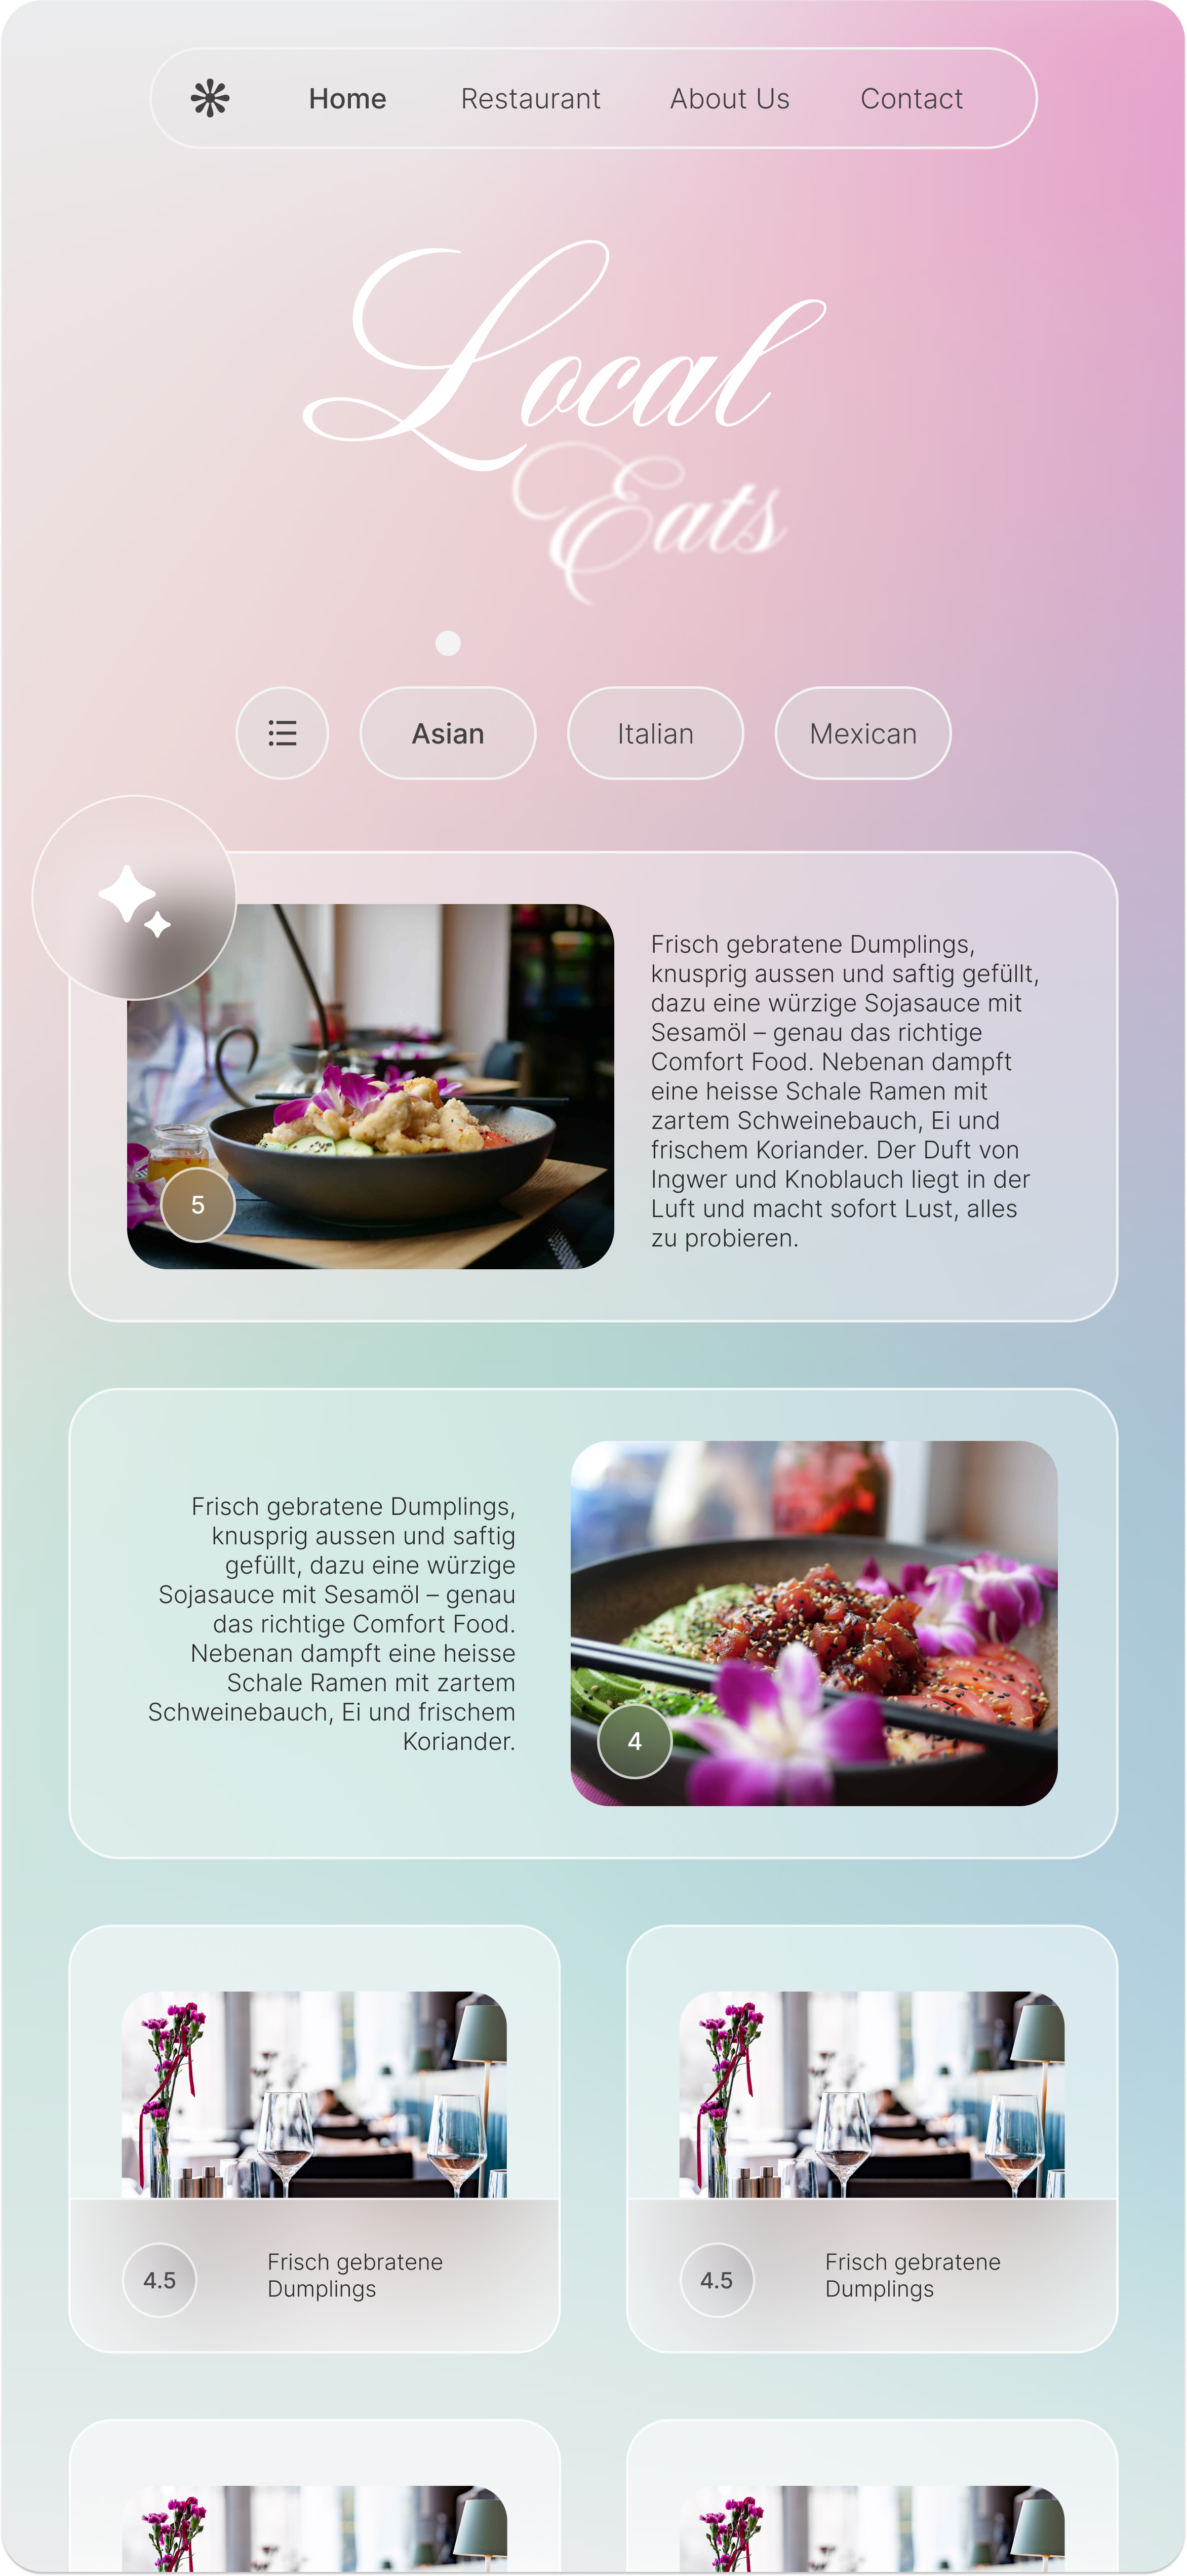 Home Restaurant About Us Contact
Local
Eats
Asian Italian Mexican
Frisch gebratene Dumplings,
knusprig aussen und saftig gefüllt,
dazu eine würzige Sojasauce mit
Sesamöl – genau das richtige
Comfort Food. Nebenan dampft
eine heisse Schale Ramen mit
zartem Schweinebauch, Ei und
frischem Koriander. Der Duft von
Ingwer und Knoblauch liegt in der
Luft und macht sofort Lust, alles
zu probieren.
5
Frisch gebratene Dumplings,
knusprig aussen und saftig
gefüllt, dazu eine würzige
Sojasauce mit Sesamöl – genau
das richtige Comfort Food.
Nebenan dampft eine heisse
Schale Ramen mit zartem
Schweinebauch, Ei und frischem
Koriander.
4
4.5
Frisch gebratene
Dumplings
4.5
Frisch gebratene
Dumplings